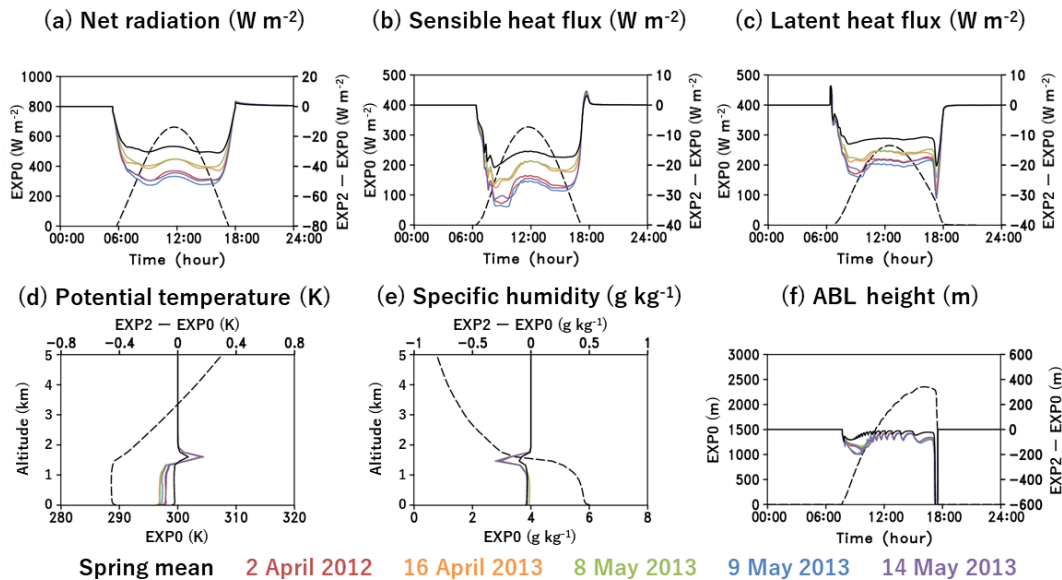 (a) Net radiation (W m⁻²)
(b) Sensible heat flux (W m⁻²)
(c) Latent heat flux (W m⁻²)
1000
800
600
400
200
0
EXP0 (W m⁻²)
20
0
−20
−40
−60
−80
EXP2 − EXP0 (W m⁻²)
00:00 06:00 12:00 18:00 24:00
Time (hour)
500
400
300
200
100
0
EXP0 (W m⁻²)
10
0
−10
−20
−30
−40
EXP2 − EXP0 (W m⁻²)
00:00 06:00 12:00 18:00 24:00
Time (hour)
500
400
300
200
100
0
EXP0 (W m⁻²)
10
0
−10
−20
−30
−40
EXP2 − EXP0 (W m⁻²)
00:00 06:00 12:00 18:00 24:00
Time (hour)
(d) Potential temperature (K)
EXP2 − EXP0 (K)
−0.8 −0.4 0 0.4 0.8
5
4
3
2
1
0
Altitude (km)
280 290 300 310 320
EXP0 (K)
(e) Specific humidity (g kg⁻¹)
EXP2 − EXP0 (g kg⁻¹)
−1 −0.5 0 0.5 1
5
4
3
2
1
0
Altitude (km)
0 2 4 6 8
EXP0 (g kg⁻¹)
(f) ABL height (m)
3000
2500
2000
1500
1000
500
0
EXP0 (m)
600
400
200
0
−200
−400
−600
EXP2 − EXP0 (m)
00:00 06:00 12:00 18:00 24:00
Time (hour)
Spring mean 2 April 2012 16 April 2013 8 May 2013 9 May 2013 14 May 2013